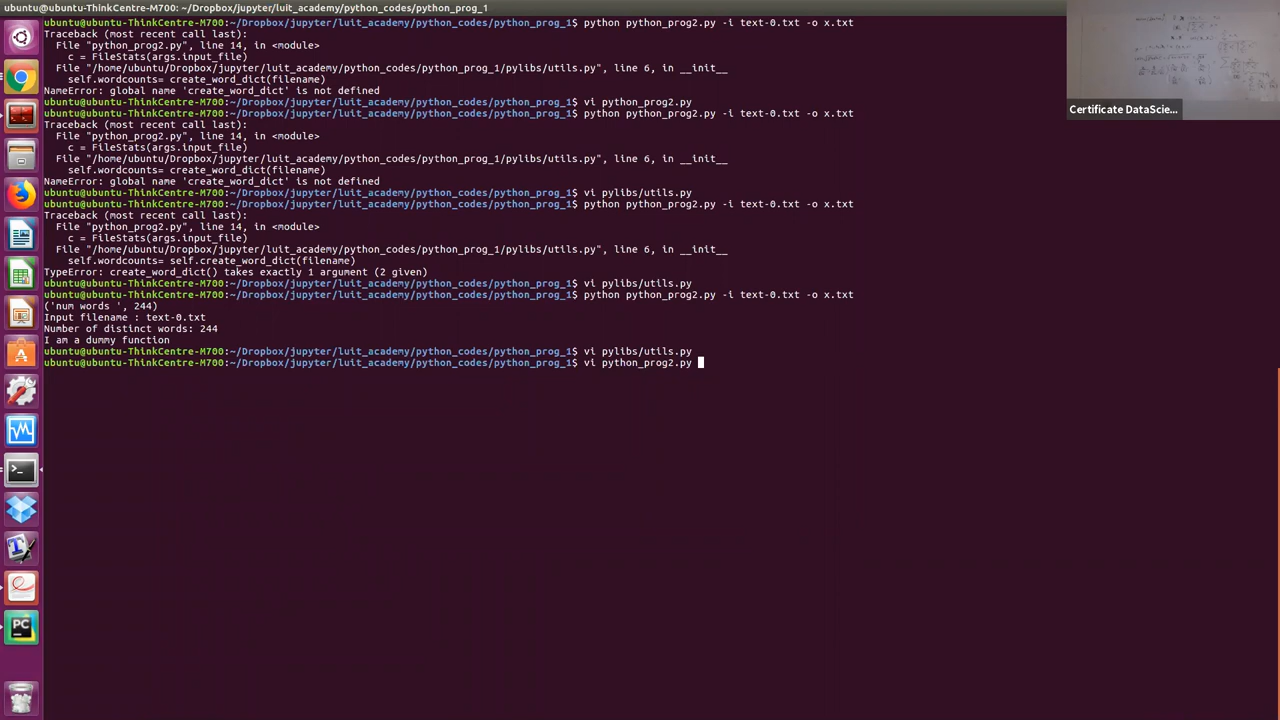 ubuntu@ubuntu-ThinkCentre-M700: ~/Dropbox/jupyter/luit_academy/python_codes/python_prog_1
ubuntu@ubuntu-ThinkCentre-M700:~/Dropbox/jupyter/luit_academy/python_codes/python_prog_1$ python python_prog2.py -i text-0.txt -o x.txt
Traceback (most recent call last):
  File "python_prog2.py", line 14, in <module>
    c = FileStats(args.input_file)
  File "/home/ubuntu/Dropbox/jupyter/luit_academy/python_codes/python_prog_1/pylibs/utils.py", line 6, in __init__
    self.wordcounts= create_word_dict(filename)
NameError: global name 'create_word_dict' is not defined
ubuntu@ubuntu-ThinkCentre-M700:~/Dropbox/jupyter/luit_academy/python_codes/python_prog_1$ vi python_prog2.py
ubuntu@ubuntu-ThinkCentre-M700:~/Dropbox/jupyter/luit_academy/python_codes/python_prog_1$ python python_prog2.py -i text-0.txt -o x.txt
Traceback (most recent call last):
  File "python_prog2.py", line 14, in <module>
    c = FileStats(args.input_file)
  File "/home/ubuntu/Dropbox/jupyter/luit_academy/python_codes/python_prog_1/pylibs/utils.py", line 6, in __init__
    self.wordcounts= create_word_dict(filename)
NameError: global name 'create_word_dict' is not defined
ubuntu@ubuntu-ThinkCentre-M700:~/Dropbox/jupyter/luit_academy/python_codes/python_prog_1$ vi pylibs/utils.py
ubuntu@ubuntu-ThinkCentre-M700:~/Dropbox/jupyter/luit_academy/python_codes/python_prog_1$ python python_prog2.py -i text-0.txt -o x.txt
Traceback (most recent call last):
  File "python_prog2.py", line 14, in <module>
    c = FileStats(args.input_file)
  File "/home/ubuntu/Dropbox/jupyter/luit_academy/python_codes/python_prog_1/pylibs/utils.py", line 6, in __init__
    self.wordcounts= self.create_word_dict(filename)
TypeError: create_word_dict() takes exactly 1 argument (2 given)
ubuntu@ubuntu-ThinkCentre-M700:~/Dropbox/jupyter/luit_academy/python_codes/python_prog_1$ vi pylibs/utils.py
ubuntu@ubuntu-ThinkCentre-M700:~/Dropbox/jupyter/luit_academy/python_codes/python_prog_1$ python python_prog2.py -i text-0.txt -o x.txt
('num words ', 244)
Input filename : text-0.txt
Number of distinct words: 244
I am a dummy function
ubuntu@ubuntu-ThinkCentre-M700:~/Dropbox/jupyter/luit_academy/python_codes/python_prog_1$ vi pylibs/utils.py
ubuntu@ubuntu-ThinkCentre-M700:~/Dropbox/jupyter/luit_academy/python_codes/python_prog_1$ vi python_prog2.py
Certificate DataScie...
PC